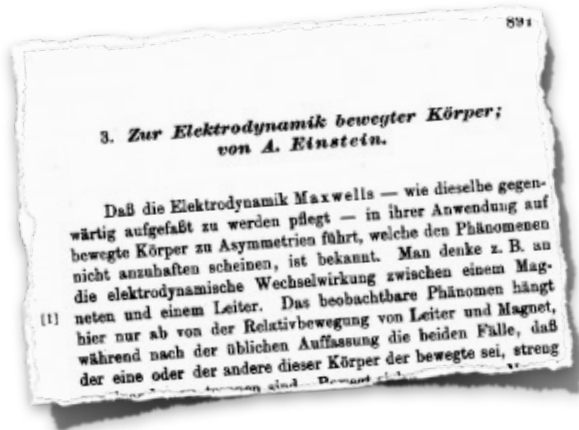 891
3. Zur Elektrodynamik bewegter Körper;
von A. Einstein.
Daß die Elektrodynamik Maxwells — wie dieselbe gegen-
wärtig aufgefaßt zu werden pflegt — in ihrer Anwendung auf
bewegte Körper zu Asymmetrien führt, welche den Phänomenen
nicht anzuhaften scheinen, ist bekannt. Man denke z. B. an
die elektrodynamische Wechselwirkung zwischen einem Mag-
[1] neten und einem Leiter. Das beobachtbare Phänomen hängt
hier nur ab von der Relativbewegung von Leiter und Magnet,
während nach der üblichen Auffassung die beiden Fälle, daß
der eine oder der andere dieser Körper der bewegte sei, streng